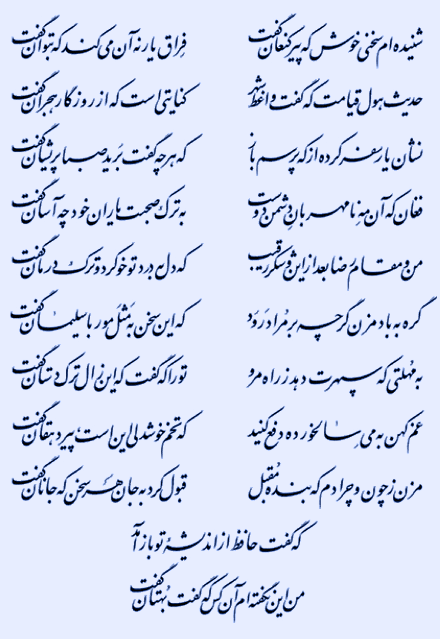 شنیده‌ام سخنی خوش که پیر کنعان گفت فراق یار نه آن می‌کند که بتوان گفت
حدیث هول قیامت که گفت واعظ شهر کنایتی است که از روزگار هجران گفت
نشان یار سفر کرده از که پرسم باز که هر چه گفت برید صبا پریشان گفت
فغان که آن مه نامهربان دشمن دوست به ترک صحبت یاران خود چه آسان گفت
من و مقام رضا بعد از این و شکر رقیب که دل به درد تو خو کرد و ترک درمان گفت
گره به باد مزن گر چه بر مراد رود که این سخن به مثل مور با سلیمان گفت
به مهلتی که سپهرت دهد ز راه مرو تو را که گفت که این زال ترک دستان گفت
غم کهن به می سالخورده دفع کنید که تخم خوشدلی این است، پیر دهقان گفت
مزن ز چون و چرا دم که بنده مقبل قبول کرد به جان هر سخن که جانان گفت
که گفت حافظ از اندیشهٔ تو باز آمد
من این نگفته‌ام آن کس که گفت بهتان گفت